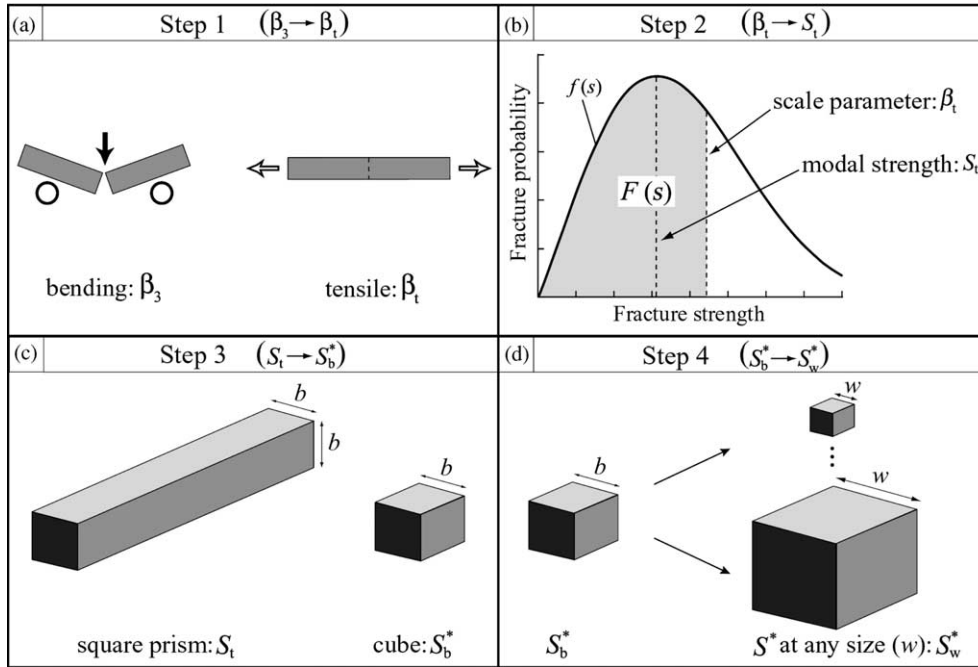 (a) Step 1 (β₃→βₜ)
bending: β₃
tensile: βₜ
(b) Step 2 (βₜ→Sₜ)
Fracture probability
f(s)
F(s)
scale parameter: βₜ
modal strength: Sₜ
Fracture strength
(c) Step 3 (Sₜ→S*b)
b
b
b
square prism: Sₜ
cube: S*b
(d) Step 4 (S*b→S*w)
w
b
w
S*b
S* at any size (w): S*w